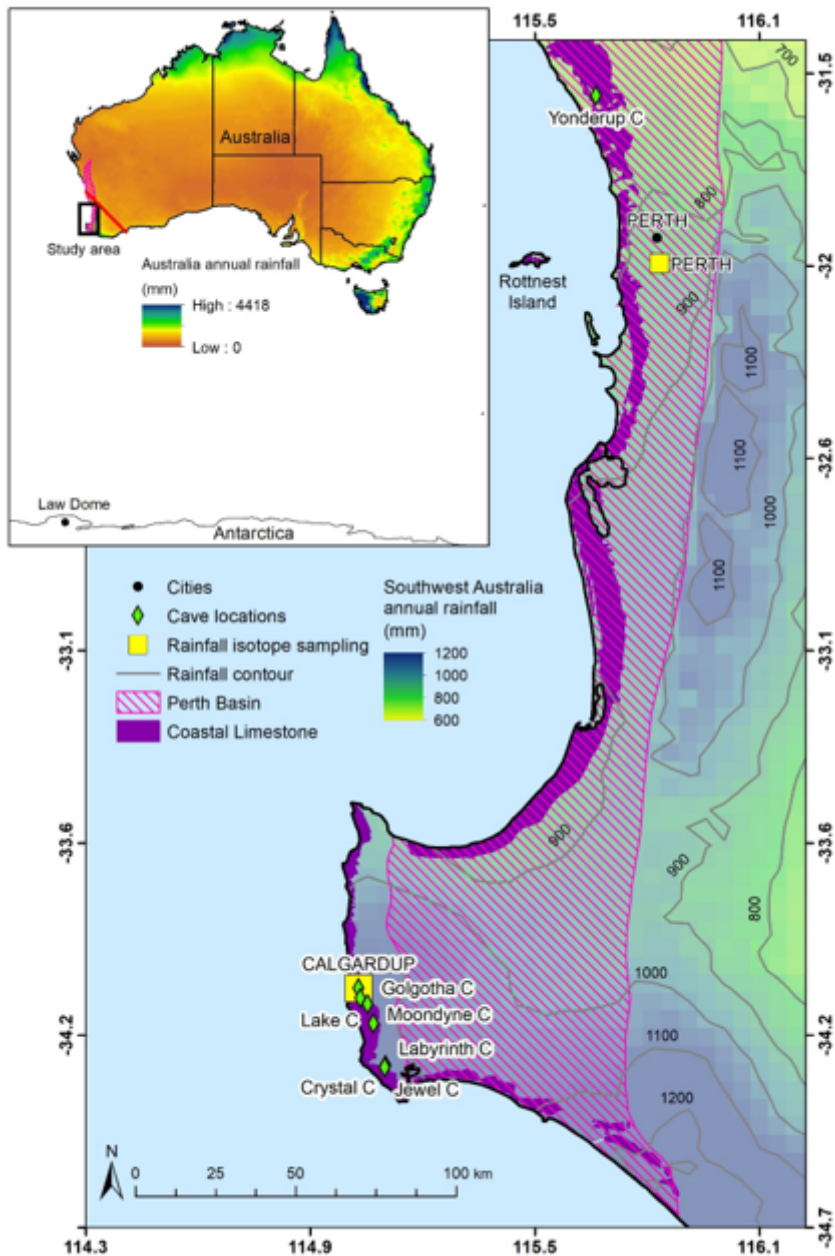 115.5
116.1
700
-31.5
Yonderup C
Australia
800
PERTH
Study area
Australia annual rainfall
(mm)
High : 4418
Low : 0
PERTH
-32
Rottnest
Island
900
1100
1100
-32.6
Law Dome
Antarctica
1000
1100
Cities
Cave locations
Rainfall isotope sampling
Rainfall contour
Perth Basin
Coastal Limestone
Southwest Australia
annual rainfall
(mm)
1200
1000
800
600
-33.1
900
-33.6
900
800
CALGARDUP
Golgotha C
1000
Lake C
Moondyne C
-34.2
1100
Labyrinth C
Crystal C
Jewel C
1200
N
0 25 50 100 km
-34.7
114.3
114.9
115.5
116.1
-31.5
-32
-32.6
-33.1
-33.6
-34.2